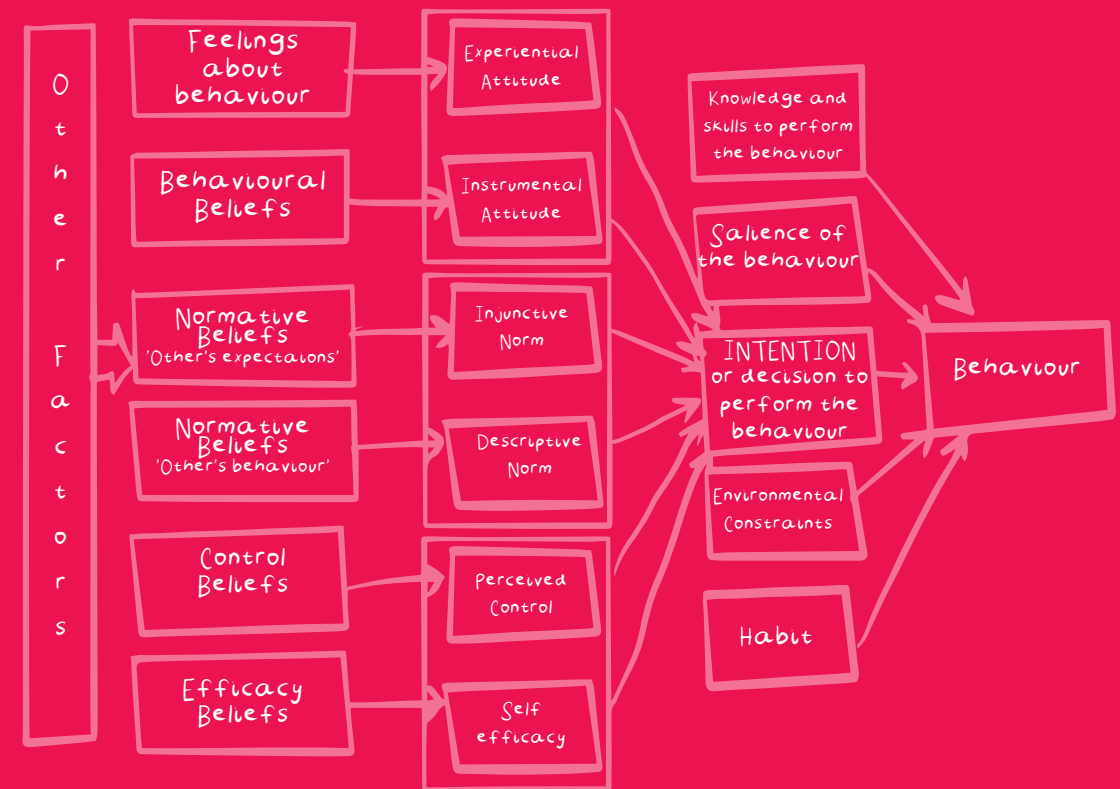 Other Factors
Feelings
about
behaviour
Behavioural
Beliefs
Normative
Beliefs
'Other's expectaions'
Normative
Beliefs
'Other's behaviour'
Control
Beliefs
Efficacy
Beliefs
Experiential
Attitude
Instrumental
Attitude
Injunctive
Norm
Descriptive
Norm
Perceived
Control
Self
efficacy
Knowledge and
skills to perform
the behaviour
Salience of
the behaviour
INTENTION
or decision to
perform the
behaviour
Environmental
Constraints
Habit
Behaviour